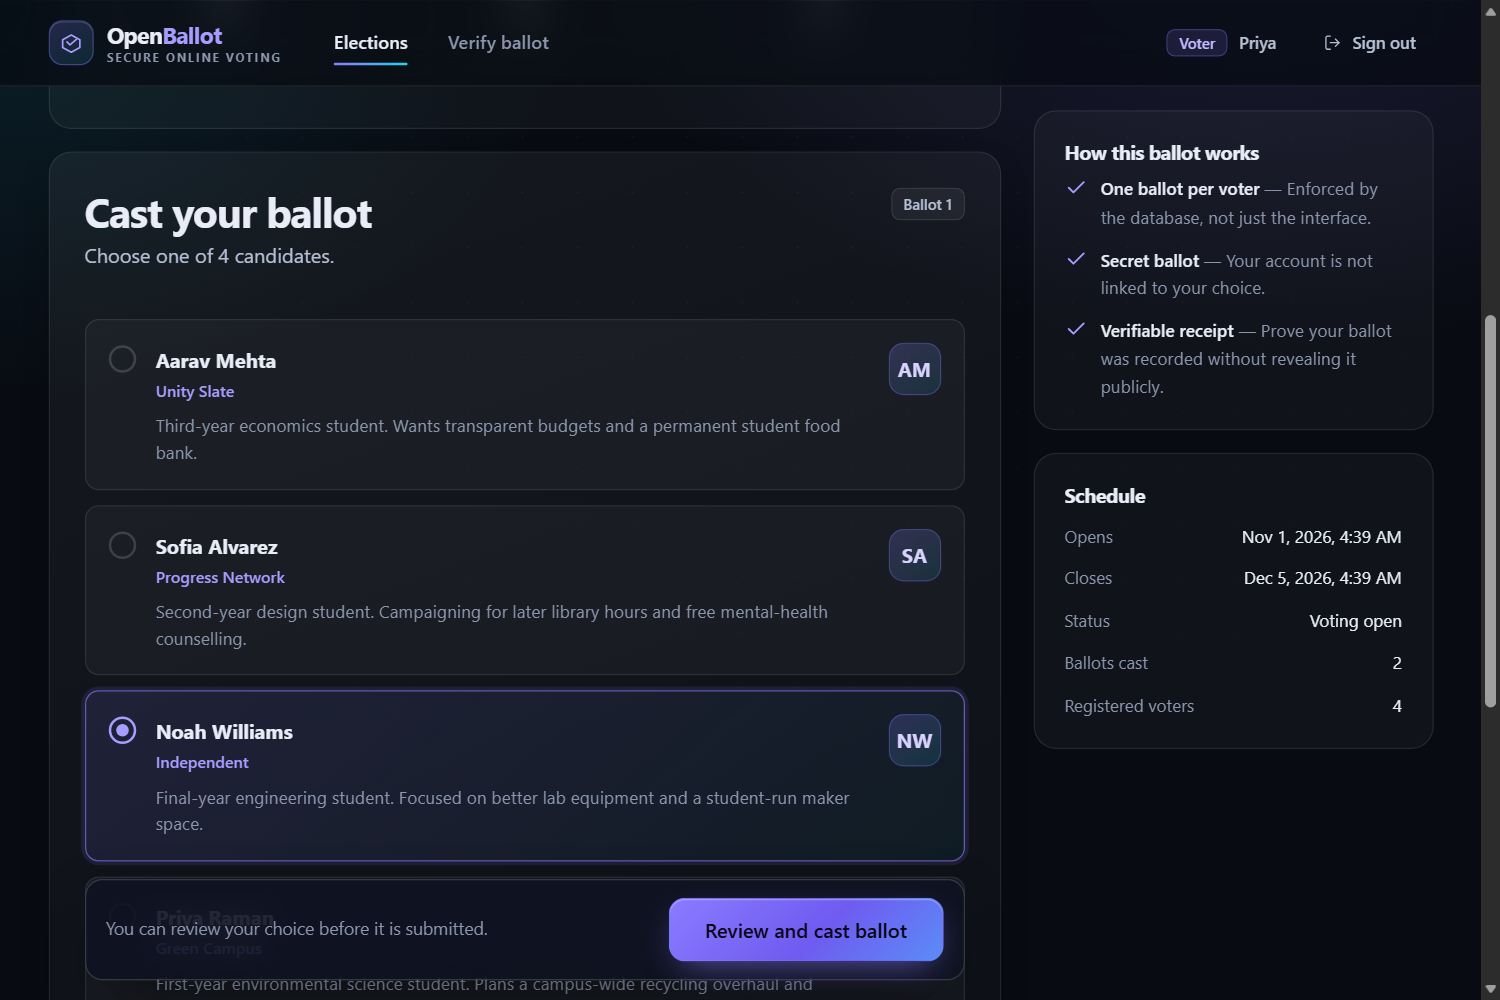 OpenBallot
SECURE ONLINE VOTING
Elections
Verify ballot
Voter
Priya
Sign out
Cast your ballot
Ballot 1
Choose one of 4 candidates.
Aarav Mehta
AM
Unity Slate
Third-year economics student. Wants transparent budgets and a permanent student food
bank.
Sofia Alvarez
SA
Progress Network
Second-year design student. Campaigning for later library hours and free mental-health
counselling.
Noah Williams
NW
Independent
Final-year engineering student. Focused on better lab equipment and a student-run maker
space.
Priya Raman
You can review your choice before it is submitted.
Review and cast ballot
Green Campus
First-year environmental science student. Plans a campus-wide recycling overhaul and
How this ballot works
One ballot per voter — Enforced by
the database, not just the interface.
Secret ballot — Your account is not
linked to your choice.
Verifiable receipt — Prove your ballot
was recorded without revealing it
publicly.
Schedule
Opens Nov 1, 2026, 4:39 AM
Closes Dec 5, 2026, 4:39 AM
Status Voting open
Ballots cast 2
Registered voters 4